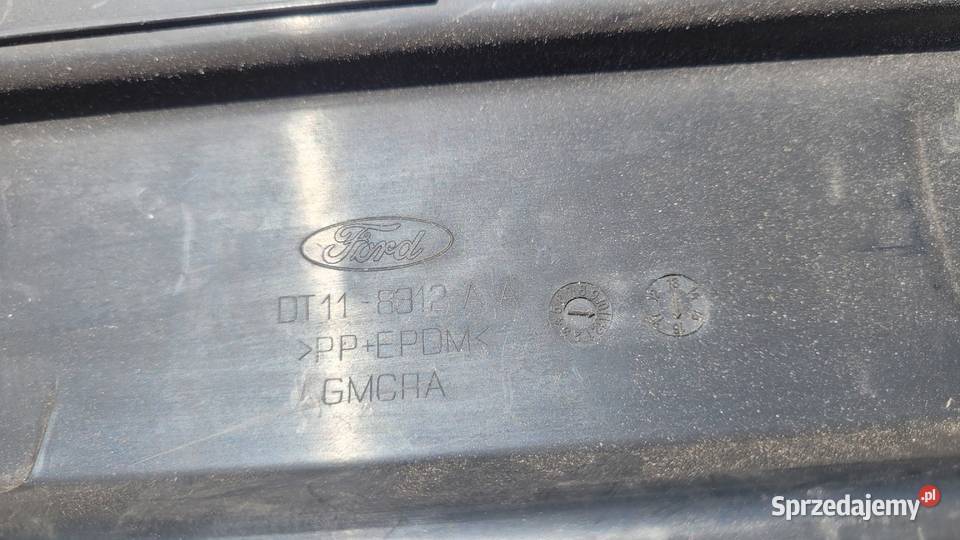 Ford
DT11-8312 A A
>PP+EPDM<
GMCRA
Sprzedajemy.pl